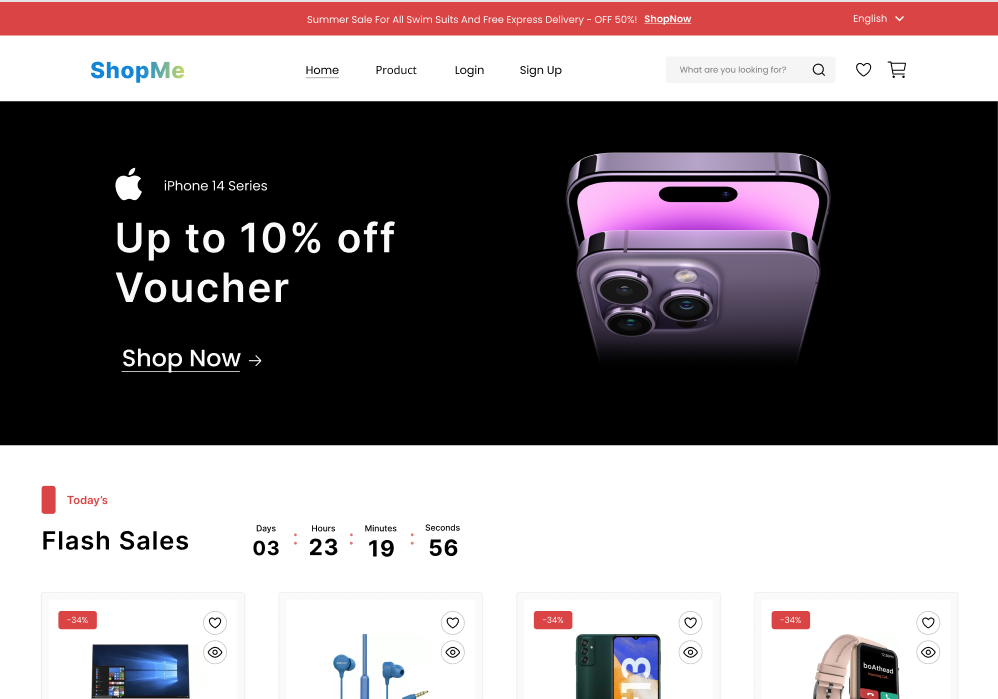 Summer Sale For All Swim Suits And Free Express Delivery - OFF 50%! ShopNow
English
ShopMe
Home Product Login Sign Up
What are you looking for?
iPhone 14 Series
Up to 10% off
Voucher
Shop Now →
Today's
Flash Sales
Days Hours Minutes Seconds
03 : 23 : 19 : 56
-34%
-34%
-34%
boAthead